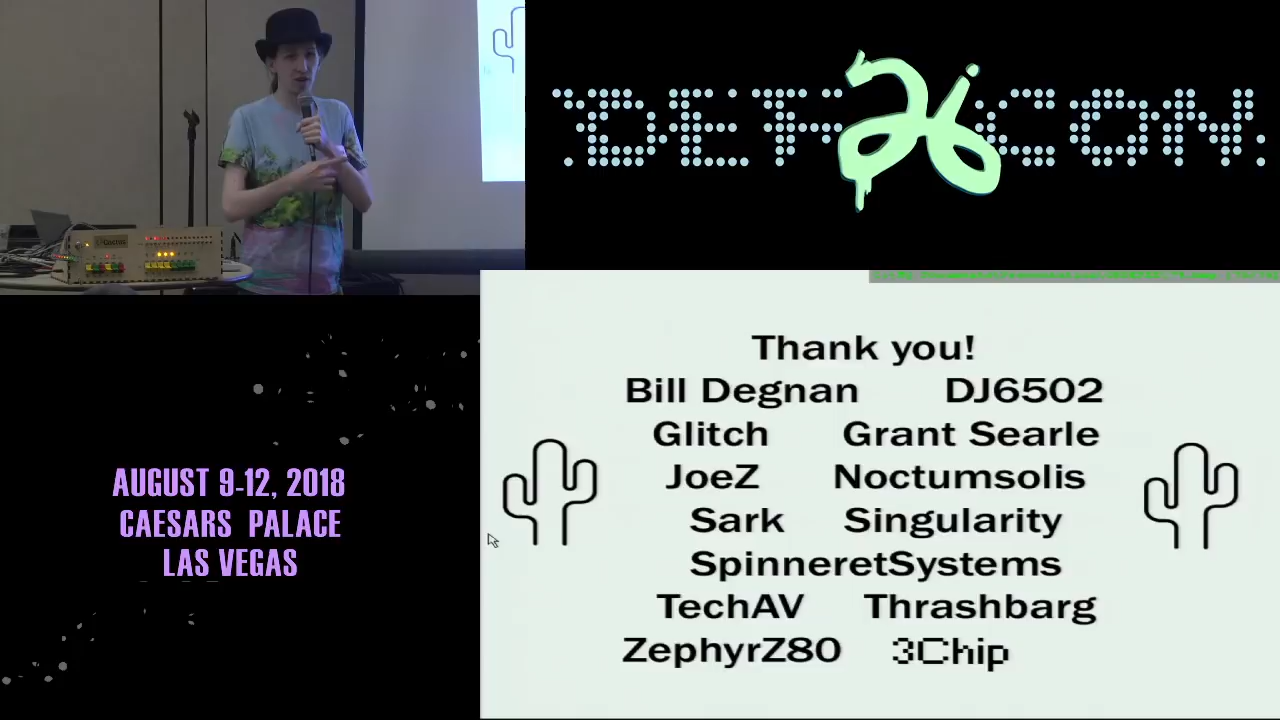 DEF 26 CON
AUGUST 9-12, 2018
CAESARS PALACE
LAS VEGAS
Thank you!
Bill Degnan DJ6502
Glitch Grant Searle
JoeZ Noctumsolis
Sark Singularity
SpinneretSystems
TechAV Thrashbarg
ZephyrZ80 3Chip